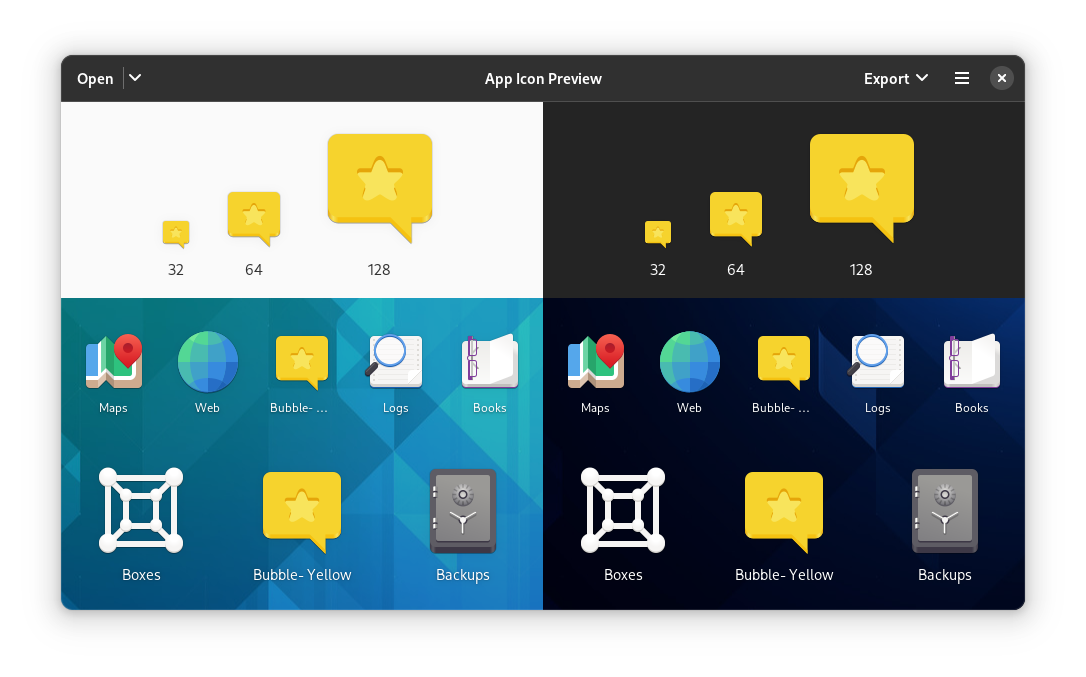 Open
App Icon Preview
Export
32 64 128
32 64 128
Maps Web Bubble- ... Logs Books
Maps Web Bubble- ... Logs Books
Boxes Bubble- Yellow Backups
Boxes Bubble- Yellow Backups